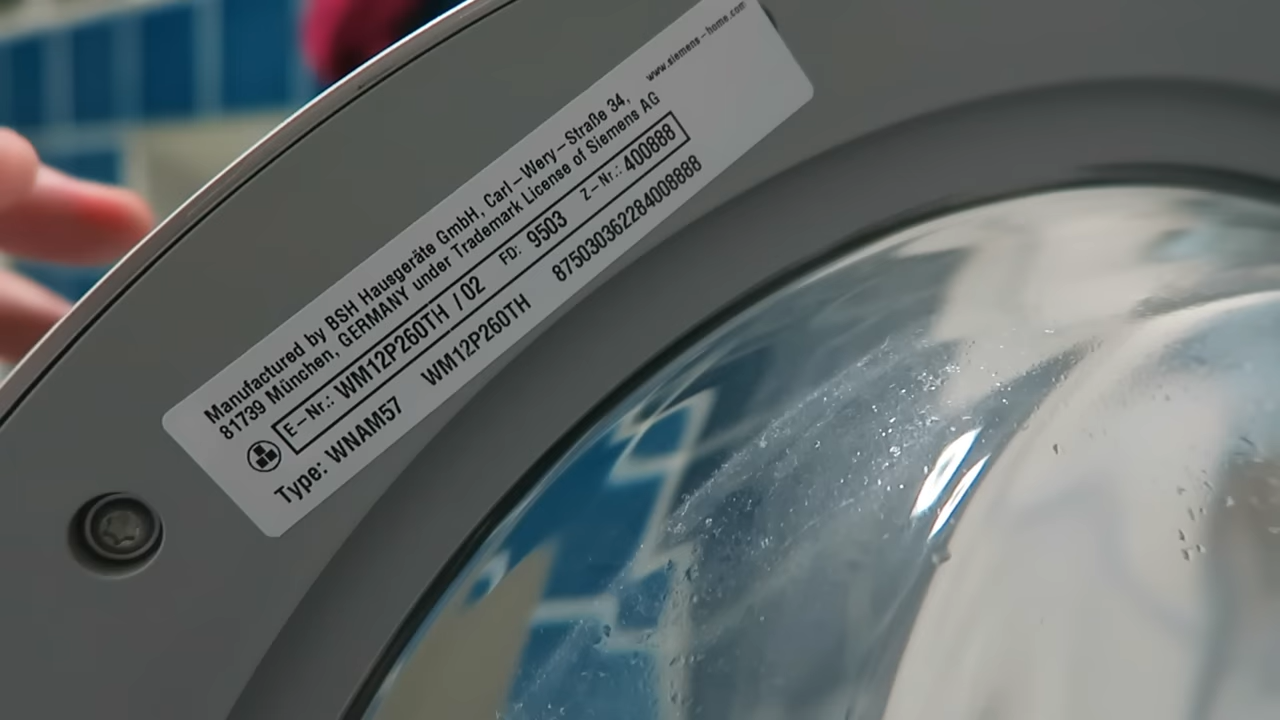 www.siemens-home.com
Manufactured by BSH Hausgeräte GmbH, Carl-Wery-Straße 34,
81739 München, GERMANY under Trademark License of Siemens AG
E-Nr.: WM12P260TH / 02 FD: 9503 Z-Nr.: 400888
Type: WNAM57 WM12P260TH 875030362284008888